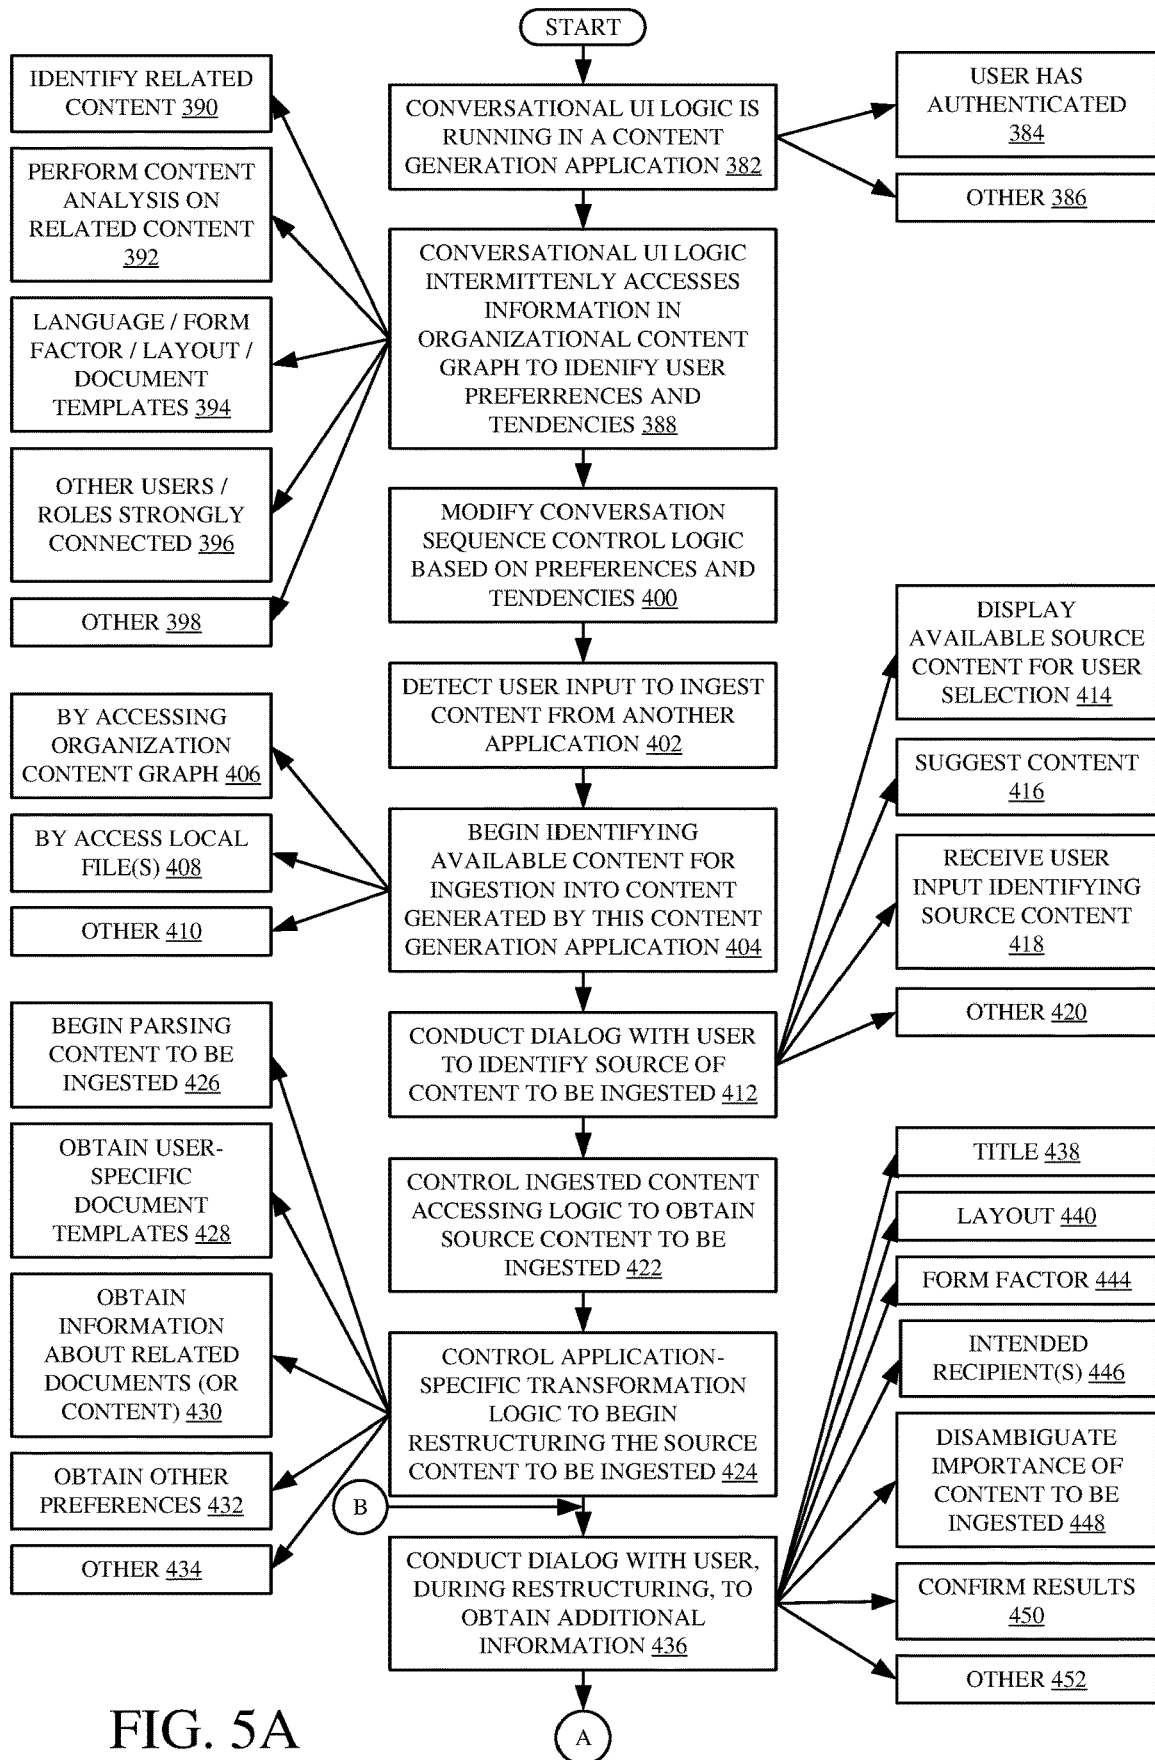 START
CONVERSATIONAL UI LOGIC IS
RUNNING IN A CONTENT
GENERATION APPLICATION 382
USER HAS
AUTHENTICATED
384
OTHER 386
IDENTIFY RELATED
CONTENT 390
PERFORM CONTENT
ANALYSIS ON
RELATED CONTENT
392
LANGUAGE / FORM
FACTOR / LAYOUT /
DOCUMENT
TEMPLATES 394
OTHER USERS /
ROLES STRONGLY
CONNECTED 396
OTHER 398
CONVERSATIONAL UI LOGIC
INTERMITTENLY ACCESSES
INFORMATION IN
ORGANIZATIONAL CONTENT
GRAPH TO IDENIFY USER
PREFERRENCES AND
TENDENCIES 388
MODIFY CONVERSATION
SEQUENCE CONTROL LOGIC
BASED ON PREFERENCES AND
TENDENCIES 400
DETECT USER INPUT TO INGEST
CONTENT FROM ANOTHER
APPLICATION 402
BY ACCESSING
ORGANIZATION
CONTENT GRAPH 406
BY ACCESS LOCAL
FILE(S) 408
OTHER 410
BEGIN IDENTIFYING
AVAILABLE CONTENT FOR
INGESTION INTO CONTENT
GENERATED BY THIS CONTENT
GENERATION APPLICATION 404
DISPLAY
AVAILABLE SOURCE
CONTENT FOR USER
SELECTION 414
SUGGEST CONTENT
416
RECEIVE USER
INPUT IDENTIFYING
SOURCE CONTENT
418
OTHER 420
CONDUCT DIALOG WITH USER
TO IDENTIFY SOURCE OF
CONTENT TO BE INGESTED 412
CONTROL INGESTED CONTENT
ACCESSING LOGIC TO OBTAIN
SOURCE CONTENT TO BE
INGESTED 422
BEGIN PARSING
CONTENT TO BE
INGESTED 426
OBTAIN USER-
SPECIFIC
DOCUMENT
TEMPLATES 428
OBTAIN
INFORMATION
ABOUT RELATED
DOCUMENTS (OR
CONTENT) 430
OBTAIN OTHER
PREFERENCES 432
OTHER 434
CONTROL APPLICATION-
SPECIFIC TRANSFORMATION
LOGIC TO BEGIN
RESTRUCTURING THE SOURCE
CONTENT TO BE INGESTED 424
B
CONDUCT DIALOG WITH USER,
DURING RESTRUCTURING, TO
OBTAIN ADDITIONAL
INFORMATION 436
TITLE 438
LAYOUT 440
FORM FACTOR 444
INTENDED
RECIPIENT(S) 446
DISAMBIGUATE
IMPORTANCE OF
CONTENT TO BE
INGESTED 448
CONFIRM RESULTS
450
OTHER 452
A
FIG. 5A